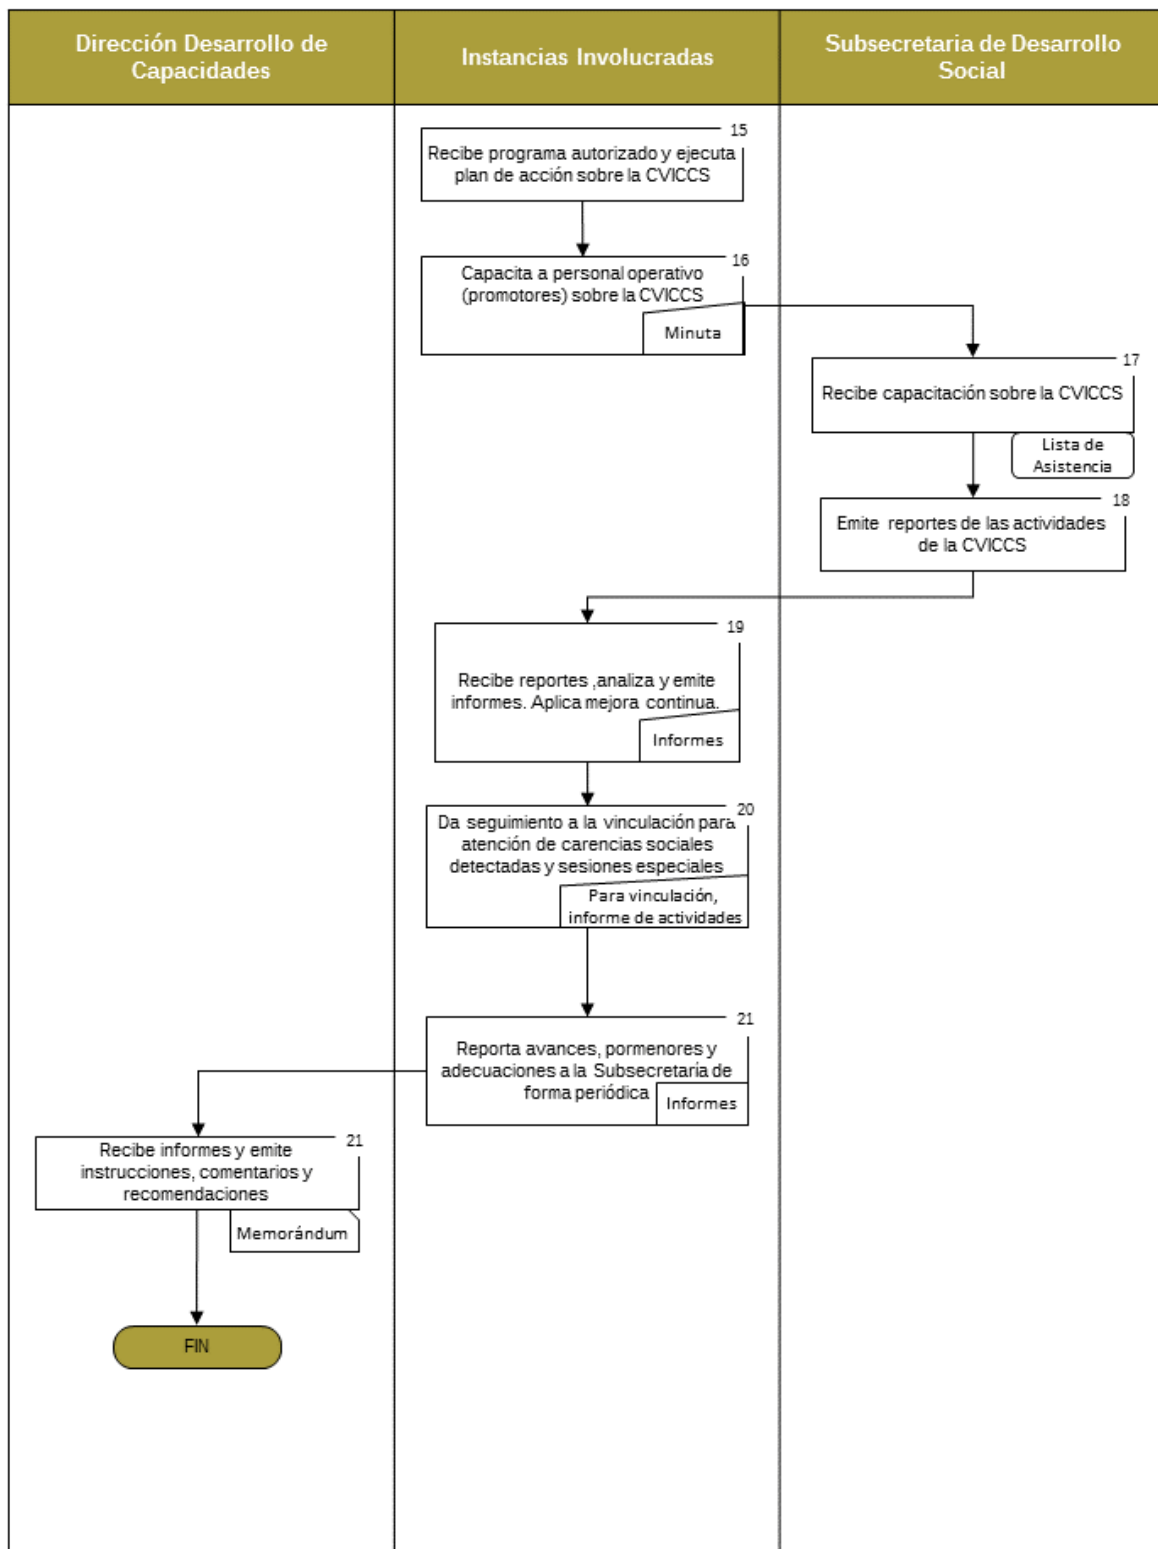 Dirección Desarrollo de
Capacidades
Instancias Involucradas
Subsecretaria de Desarrollo
Social
15
Recibe programa autorizado y ejecuta
plan de acción sobre la CVICCS
16
Capacita a personal operativo
(promotores) sobre la CVICCS
Minuta
17
Recibe capacitación sobre la CVICCS
Lista de
Asistencia
18
Emite reportes de las actividades
de la CVICCS
19
Recibe reportes ,analiza y emite
informes. Aplica mejora continua.
Informes
20
Da seguimiento a la vinculación para
atención de carencias sociales
detectadas y sesiones especiales
Para vinculación,
informe de actividades
21
Reporta avances, pormenores y
adecuaciones a la Subsecretaría de
forma periódica
Informes
21
Recibe informes y emite
instrucciones, comentarios y
recomendaciones
Memorándum
FIN